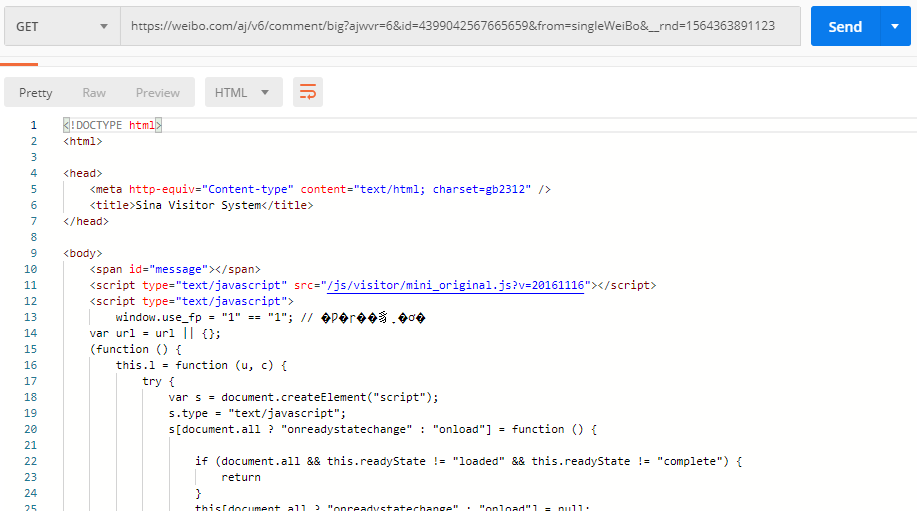 GET https://weibo.com/aj/v6/comment/big?ajwvr=6&id=4399042567665659&from=singleWeiBo&__rnd=1564363891123 Send
Pretty Raw Preview HTML
1 <!DOCTYPE html>
2 <html>
3
4 <head>
5 <meta http-equiv="Content-type" content="text/html; charset=gb2312" />
6 <title>Sina Visitor System</title>
7 </head>
8
9 <body>
10 <span id="message"></span>
11 <script type="text/javascript" src="/js/visitor/mini_original.js?v=20161116"></script>
12 <script type="text/javascript">
13 window.use_fp = "1" == "1"; //
14 var url = url || {};
15 (function () {
16 this.l = function (u, c) {
17 try {
18 var s = document.createElement("script");
19 s.type = "text/javascript";
20 s[document.all ? "onreadystatechange" : "onload"] = function () {
21
22 if (document.all && this.readyState != "loaded" && this.readyState != "complete") {
23 return
24 }
25 this[document.all ? "onreadystatechange" : "onload"] = null;